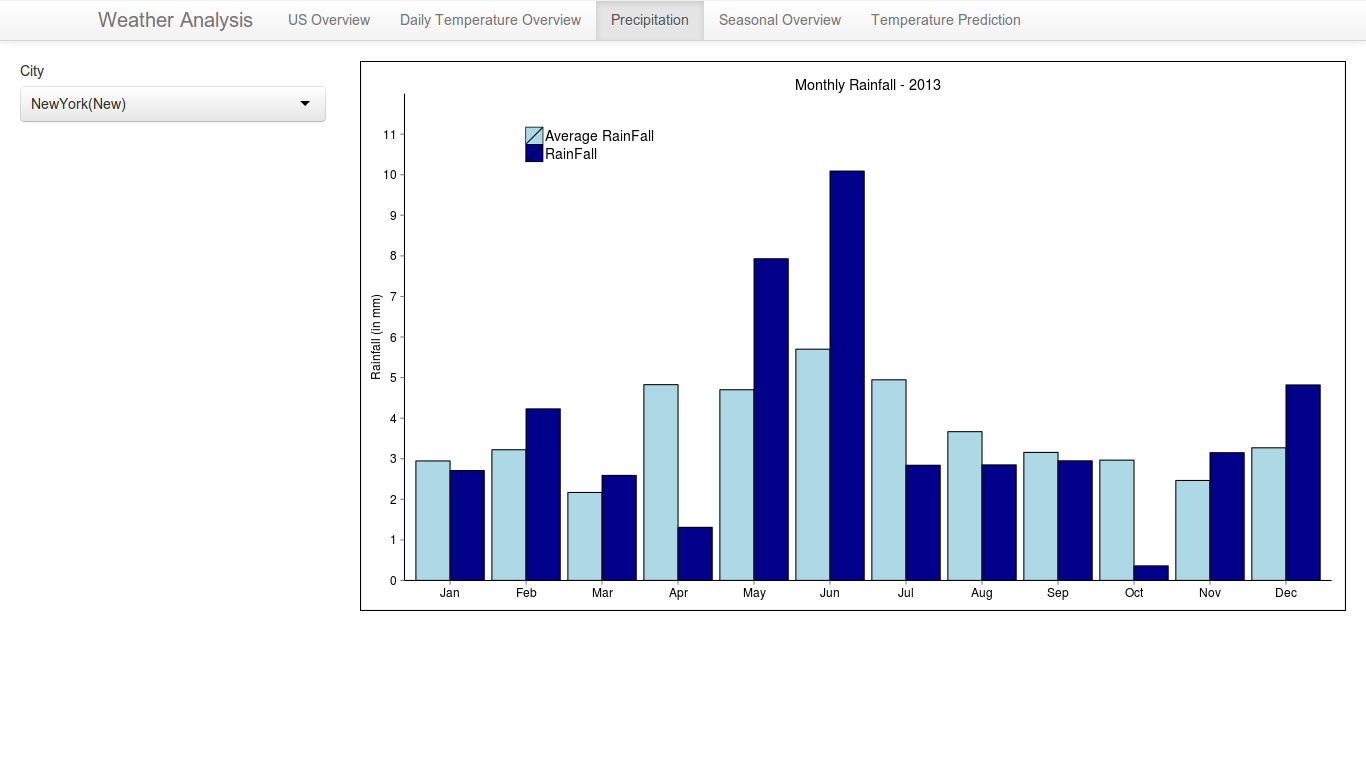 Weather Analysis US Overview Daily Temperature Overview Precipitation Seasonal Overview Temperature Prediction
City
NewYork(New)
Monthly Rainfall - 2013
Average RainFall
RainFall
Rainfall (in mm)
11
10
9
8
7
6
5
4
3
2
1
0
Jan Feb Mar Apr May Jun Jul Aug Sep Oct Nov Dec